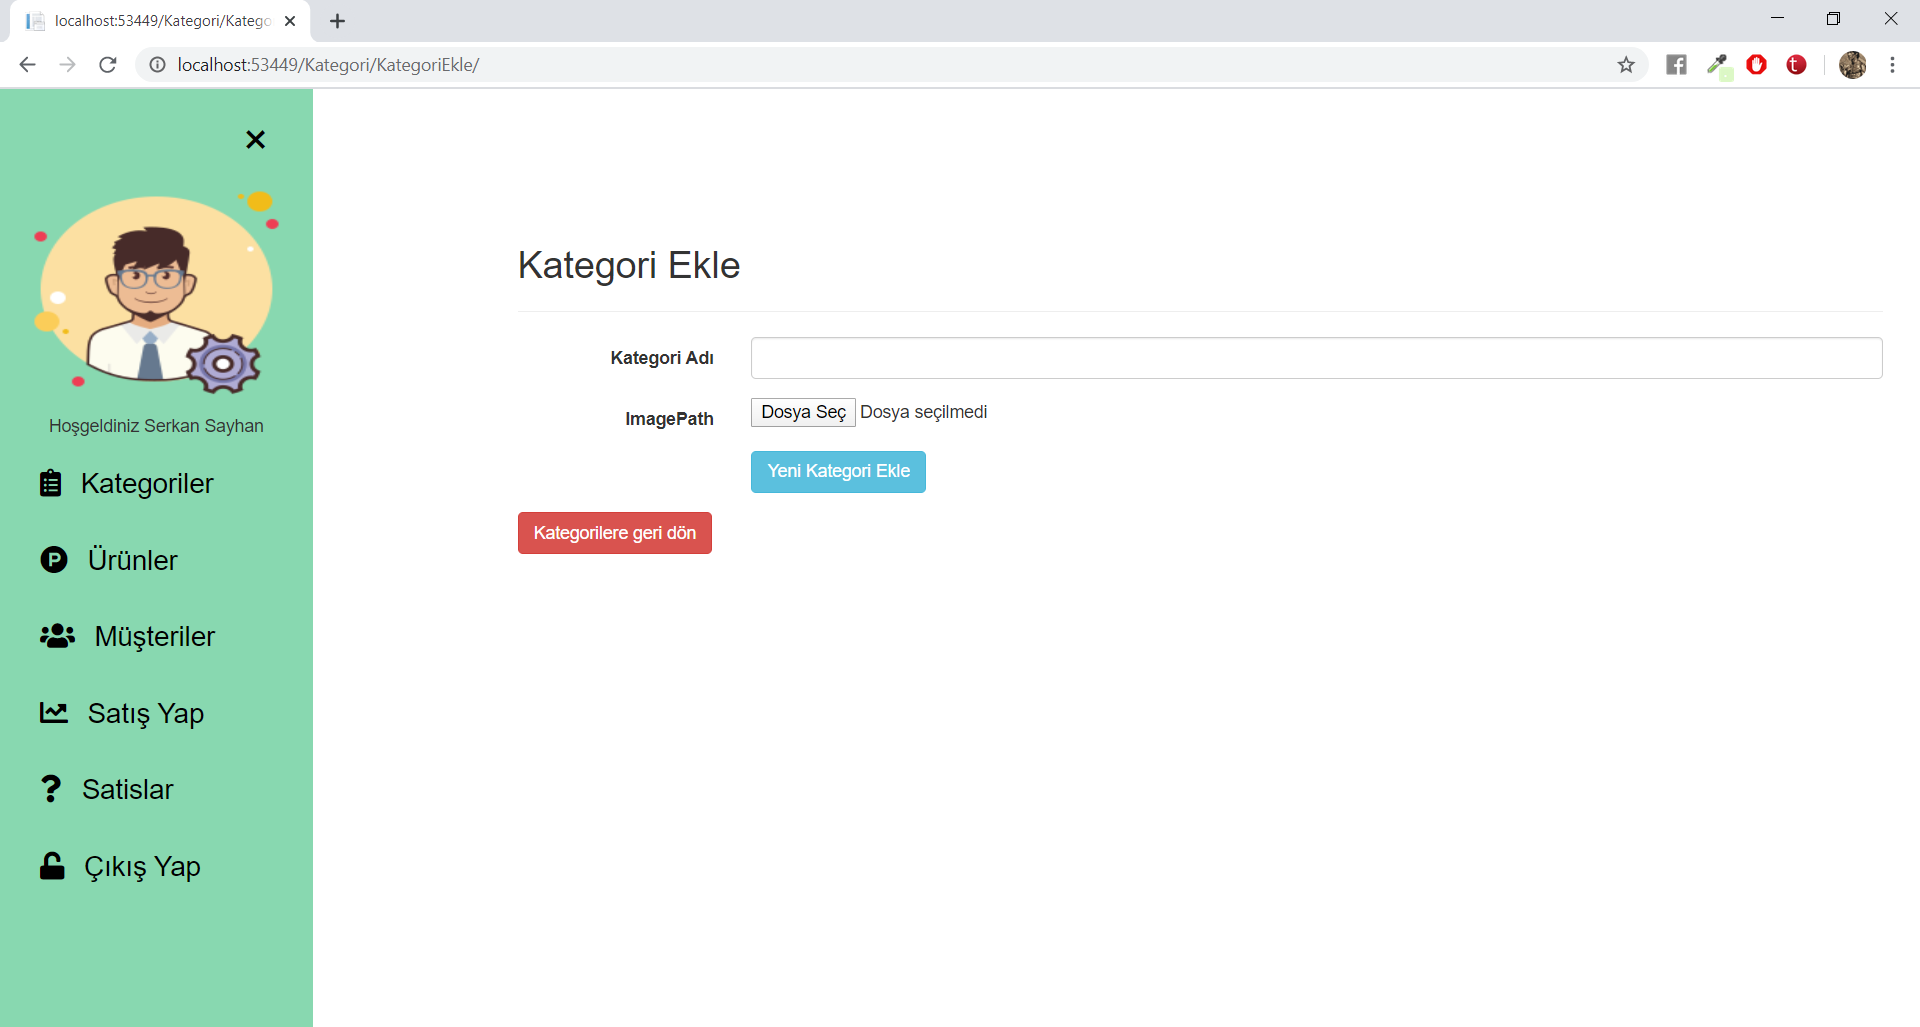 localhost:53449/Kategori/Katego
localhost:53449/Kategori/KategoriEkle/
Hoşgeldiniz Serkan Sayhan
Kategoriler
Ürünler
Müşteriler
Satış Yap
Satislar
Çıkış Yap
Kategori Ekle
Kategori Adı
ImagePath
Dosya Seç Dosya seçilmedi
Yeni Kategori Ekle
Kategorilere geri dön